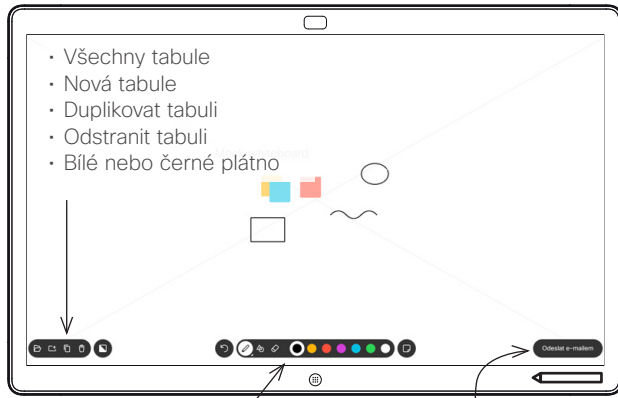 • Všechny tabule
• Nová tabule
• Duplikovat tabuli
• Odstranit tabuli
• Bílé nebo černé plátno
Odeslat e-mailem